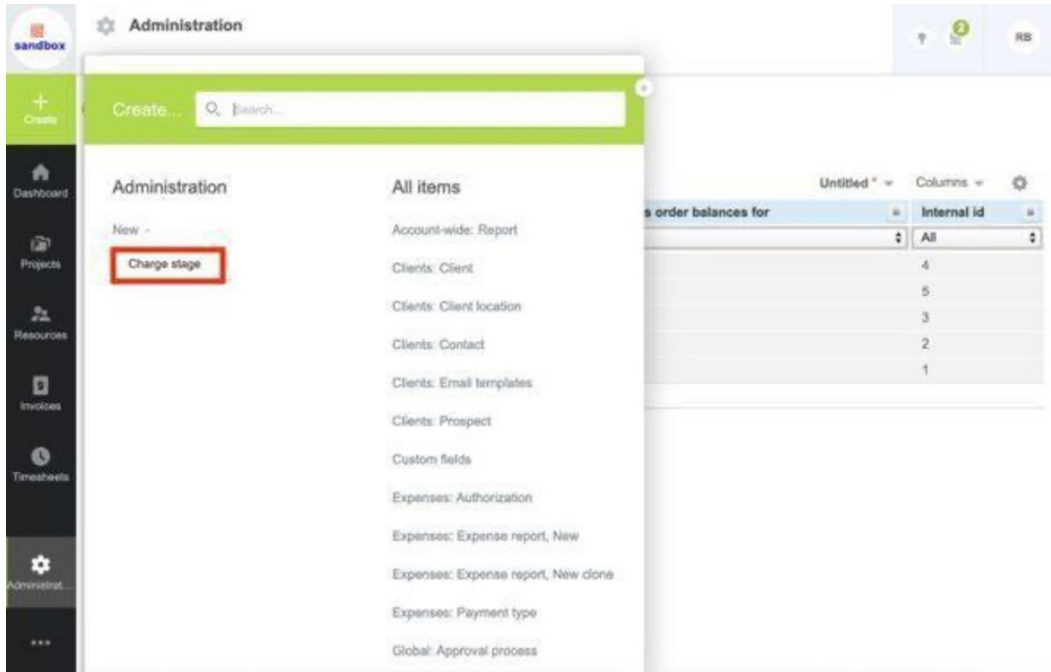 sandbox
Administration
2
RB
Create
Create...
Search...
Dashboard
Projects
Resources
Invoices
Timesheets
Administrat...
Administration
New -
Charge stage
All items
Account-wide: Report
Clients: Client
Clients: Client location
Clients: Contact
Clients: Email templates
Clients: Prospect
Custom fields
Expenses: Authorization
Expenses: Expense report, New
Expenses: Expense report, New clone
Expenses: Payment type
Global: Approval process
Untitled *
Columns
s order balances for
Internal id
All
4
5
3
2
1